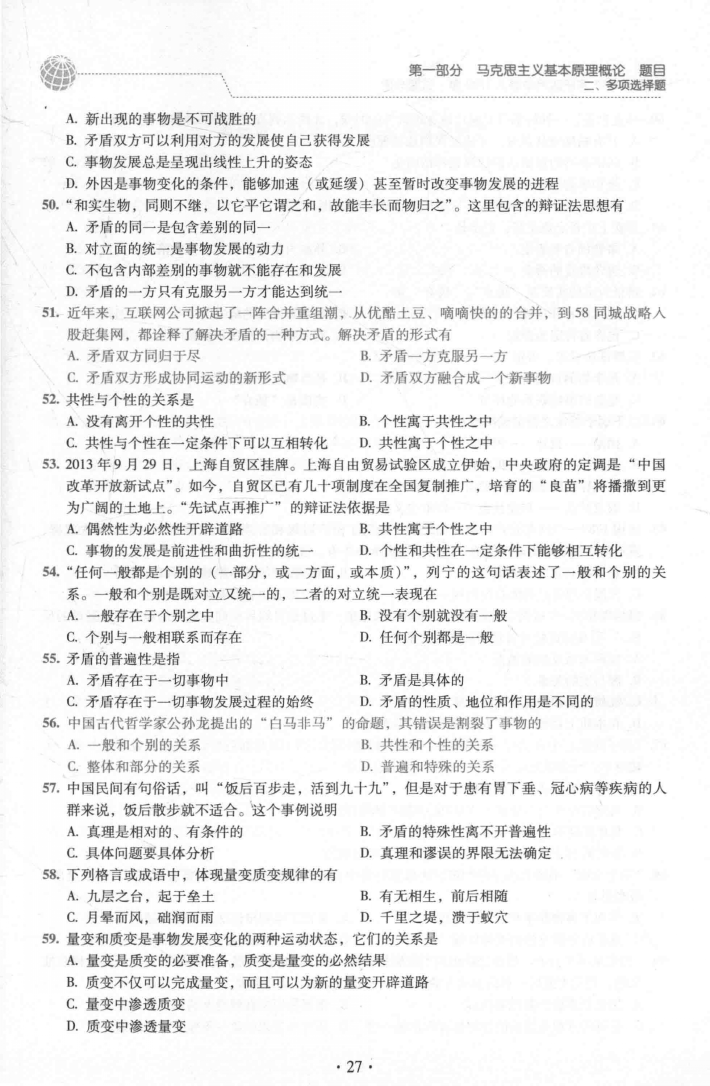 第一部分 马克思主义基本原理概论 题目
二、多项选择题
A. 新出现的事物是不可战胜的
B. 矛盾双方可以利用对方的发展使自己获得发展
C. 事物发展总是呈现出线性上升的姿态
D. 外因是事物变化的条件，能够加速（或延缓）甚至暂时改变事物发展的进程
50. “和实生物，同则不继，以它平它谓之和，故能丰长而物归之”。这里包含的辩证法思想有
A. 矛盾的同一是包含差别的同一
B. 对立面的统一是事物发展的动力
C. 不包含内部差别的事物就不能存在和发展
D. 矛盾的一方只有克服另一方才能达到统一
51. 近年来，互联网公司掀起了一阵合并重组潮，从优酷土豆、嘀嘀快的的合并，到 58 同城战略入
股赶集网，都诠释了解决矛盾的一种方式。解决矛盾的形式有
A. 矛盾双方同归于尽 B. 矛盾一方克服另一方
C. 矛盾双方形成协同运动的新形式 D. 矛盾双方融合成一个新事物
52. 共性与个性的关系是
A. 没有离开个性的共性 B. 个性寓于共性之中
C. 共性与个性在一定条件下可以互相转化 D. 共性寓于个性之中
53. 2013 年 9 月 29 日，上海自贸区挂牌。上海自由贸易试验区成立伊始，中央政府的定调是“中国
改革开放新试点”。如今，自贸区已有几十项制度在全国复制推广，培育的“良苗”将播撒到更
为广阔的土地上。“先试点再推广”的辩证法依据是
A. 偶然性为必然性开辟道路 B. 共性寓于个性之中
C. 事物的发展是前进性和曲折性的统一 D. 个性和共性在一定条件下能够相互转化
54. “任何一般都是个别的（一部分，或一方面，或本质）”，列宁的这句话表述了一般和个别的关
系。一般和个别是既对立又统一的，二者的对立统一表现在
A. 一般存在于个别之中 B. 没有个别就没有一般
C. 个别与一般相联系而存在 D. 任何个别都是一般
55. 矛盾的普遍性是指
A. 矛盾存在于一切事物中 B. 矛盾是具体的
C. 矛盾存在于一切事物发展过程的始终 D. 矛盾的性质、地位和作用是不同的
56. 中国古代哲学家公孙龙提出的“白马非马”的命题，其错误是割裂了事物的
A. 一般和个别的关系 B. 共性和个性的关系
C. 整体和部分的关系 D. 普遍和特殊的关系
57. 中国民间有句俗话，叫“饭后百步走，活到九十九”，但是对于患有胃下垂、冠心病等疾病的人
群来说，饭后散步就不适合。这个事例说明
A. 真理是相对的、有条件的 B. 矛盾的特殊性离不开普遍性
C. 具体问题要具体分析 D. 真理和谬误的界限无法确定
58. 下列格言或成语中，体现量变质变规律的有
A. 九层之台，起于垒土 B. 有无相生，前后相随
C. 月晕而风，础润而雨 D. 千里之堤，溃于蚁穴
59. 量变和质变是事物发展变化的两种运动状态，它们的关系是
A. 量变是质变的必要准备，质变是量变的必然结果
B. 质变不仅可以完成量变，而且可以为新的量变开辟道路
C. 量变中渗透质变
D. 质变中渗透量变
· 27 ·